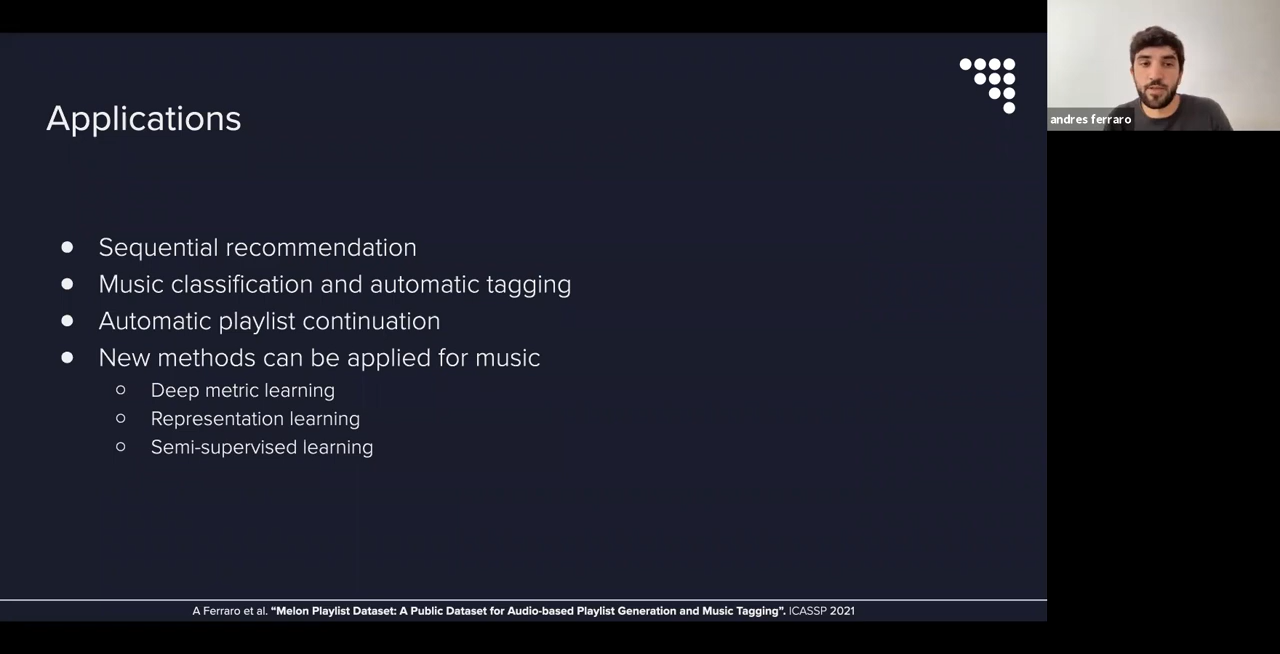 Applications
andres ferraro
Sequential recommendation
Music classification and automatic tagging
Automatic playlist continuation
New methods can be applied for music
Deep metric learning
Representation learning
Semi-supervised learning
A Ferraro et al. “Melon Playlist Dataset: A Public Dataset for Audio-based Playlist Generation and Music Tagging”. ICASSP 2021